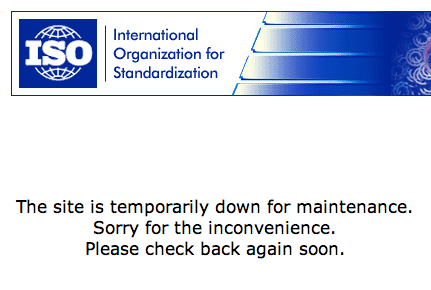 ISO
International
Organization for
Standardization
The site is temporarily down for maintenance.
Sorry for the inconvenience.
Please check back again soon.